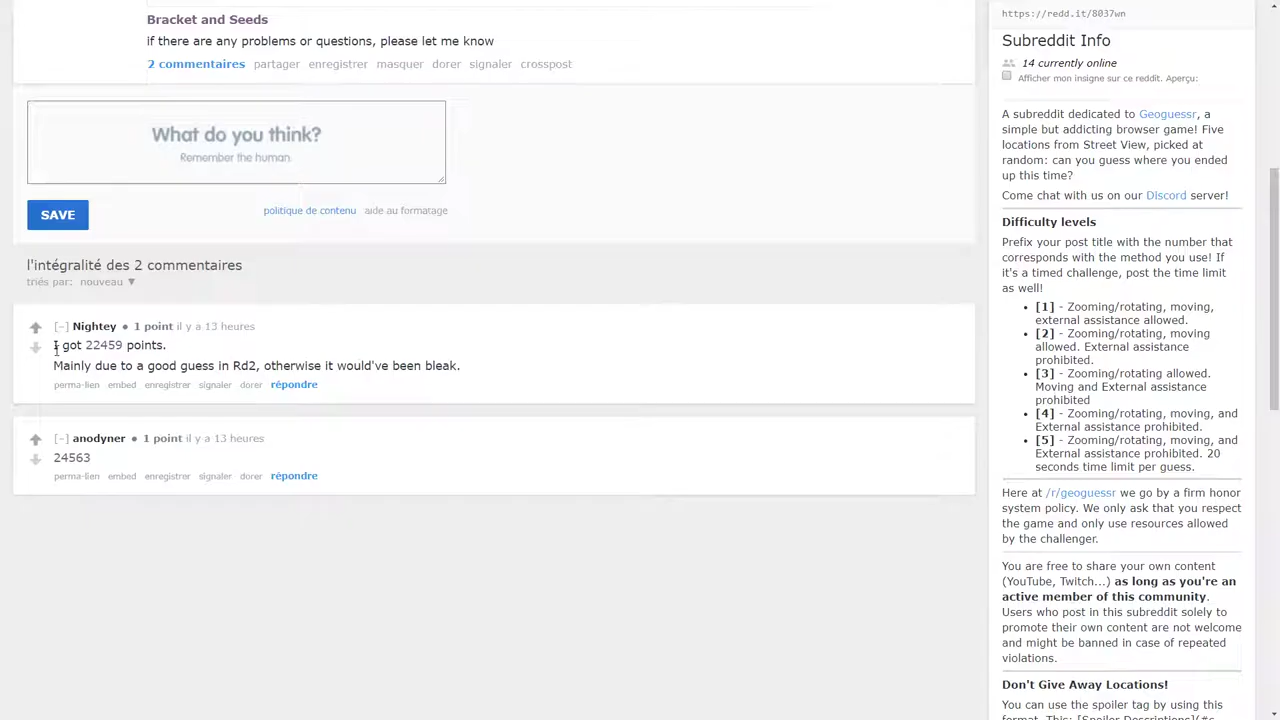 Bracket and Seeds
if there are any problems or questions, please let me know
2 commentaires partager enregistrer masquer dorer signaler crosspost
What do you think?
Remember the human
SAVE
politique de contenu aide au formatage
l'intégralité des 2 commentaires
triés par: nouveau ▼
[–] Nightey • 1 point il y a 13 heures
I got 22459 points.
Mainly due to a good guess in Rd2, otherwise it would've been bleak.
perma-lien embed enregistrer signaler dorer répondre
[–] anodyner • 1 point il y a 13 heures
24563
perma-lien embed enregistrer signaler dorer répondre
https://redd.it/8037wn
Subreddit Info
14 currently online
Afficher mon insigne sur ce reddit. Aperçu:
A subreddit dedicated to Geoguessr, a
simple but addicting browser game! Five
locations from Street View, picked at
random: can you guess where you ended
up this time?
Come chat with us on our Discord server!
Difficulty levels
Prefix your post title with the number that
corresponds with the method you use! If
it's a timed challenge, post the time limit
as well!
• [1] - Zooming/rotating, moving,
external assistance allowed.
• [2] - Zooming/rotating, moving
allowed. External assistance
prohibited.
• [3] - Zooming/rotating allowed.
Moving and External assistance
prohibited
• [4] - Zooming/rotating, moving, and
External assistance prohibited.
• [5] - Zooming/rotating, moving, and
External assistance prohibited. 20
seconds time limit per guess.
Here at /r/geoguessr we go by a firm honor
system policy. We only ask that you respect
the game and only use resources allowed
by the challenger.
You are free to share your own content
(YouTube, Twitch...) as long as you're an
active member of this community.
Users who post in this subreddit solely to
promote their own content are not welcome
and might be banned in case of repeated
violations.
Don't Give Away Locations!
You can use the spoiler tag by using this
format. This: [Spoiler Descriptions](#s